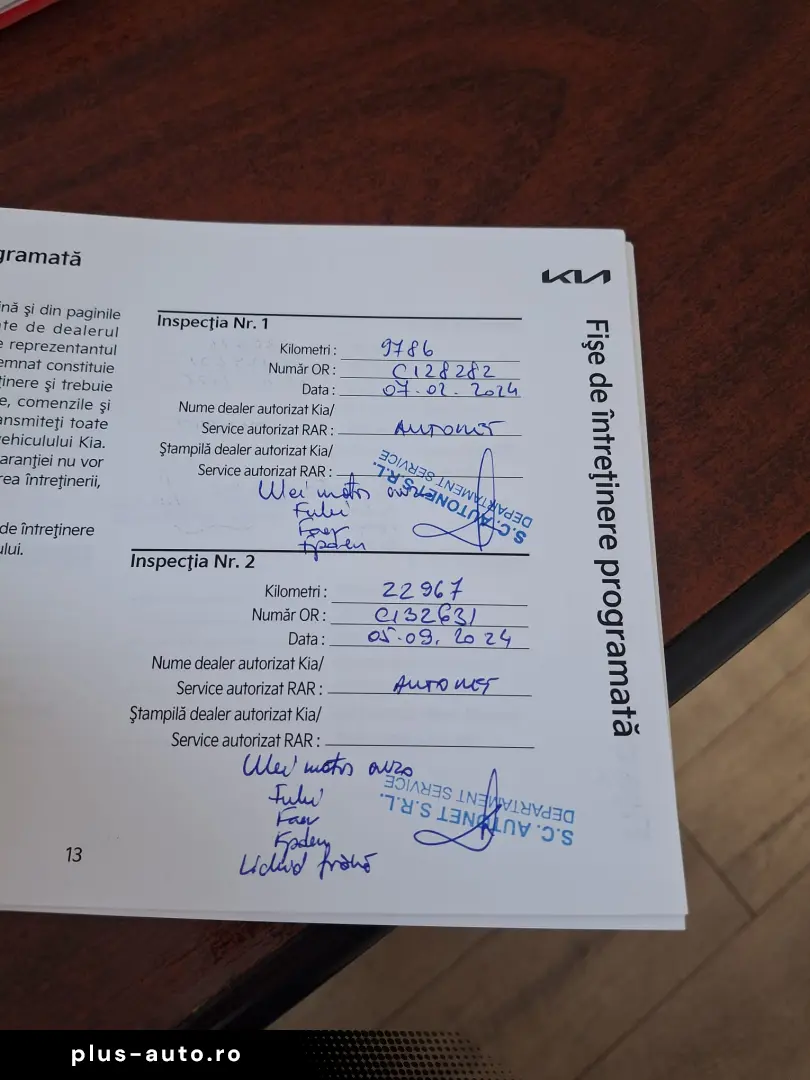 gramată
KIA
nă şi din paginile
te de dealerul
e reprezentantul
emnat constituie
ţinere şi trebuie
e, comenzile şi
ansmiteţi toate
vehiculului Kia.
aranţiei nu vor
rea întreţinerii,
de întreţinere
ului.
Fişe de întreţinere programată
Inspecţia Nr. 1
Kilometri : 9786
Număr OR : C128282
Data : 07.02.2024
Nume dealer autorizat Kia/
Service autorizat RAR : AUTONET
Ştampilă dealer autorizat Kia/
Service autorizat RAR :
S.C. AUTONET S.R.L.
DEPARTAMENT SERVICE
Ulei motor
Inspecţia Nr. 2
Kilometri : 22967
Număr OR : C132631
Data : 05.09.2024
Nume dealer autorizat Kia/
Service autorizat RAR : AUTONET
Ştampilă dealer autorizat Kia/
Service autorizat RAR :
S.C. AUTONET S.R.L.
DEPARTAMENT SERVICE
Ulei motor
Lichid frână
13
plus-auto.ro